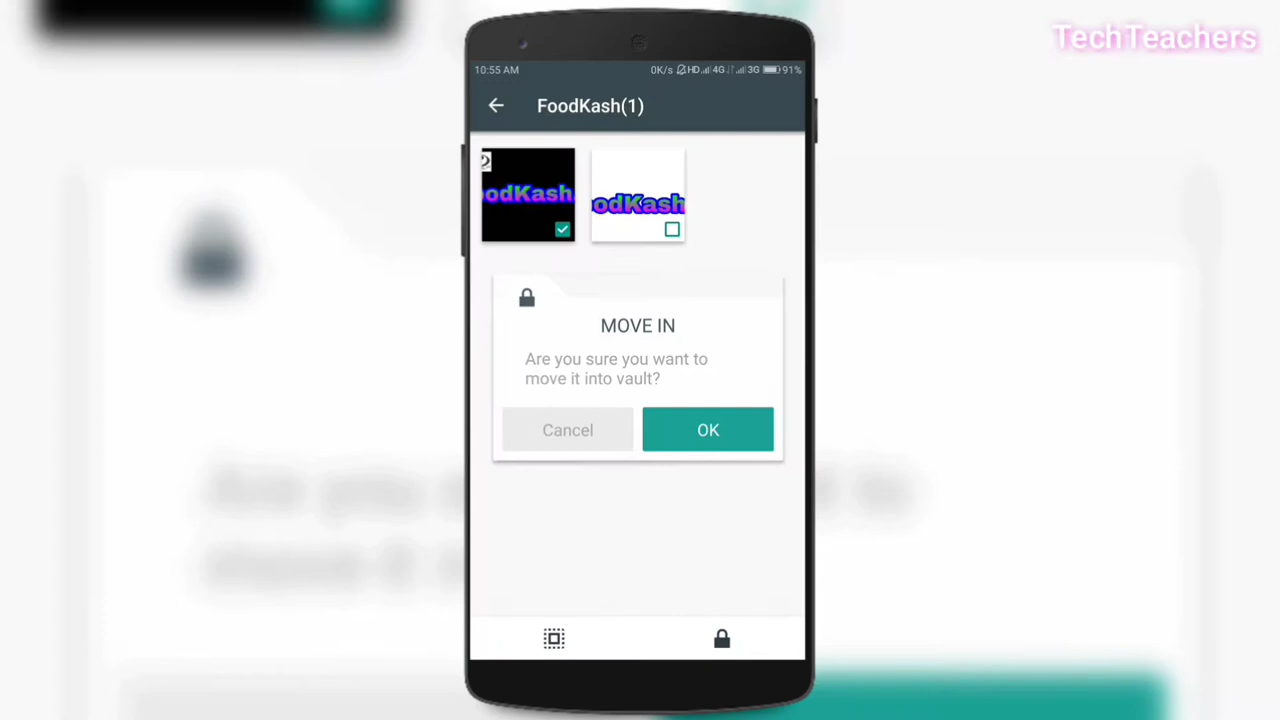 TechTeachers
10:55 AM
0K/s HD 4G 3G 91%
FoodKash(1)
odKash
odKash
MOVE IN
Are you sure you want to
move it into vault?
Cancel
OK